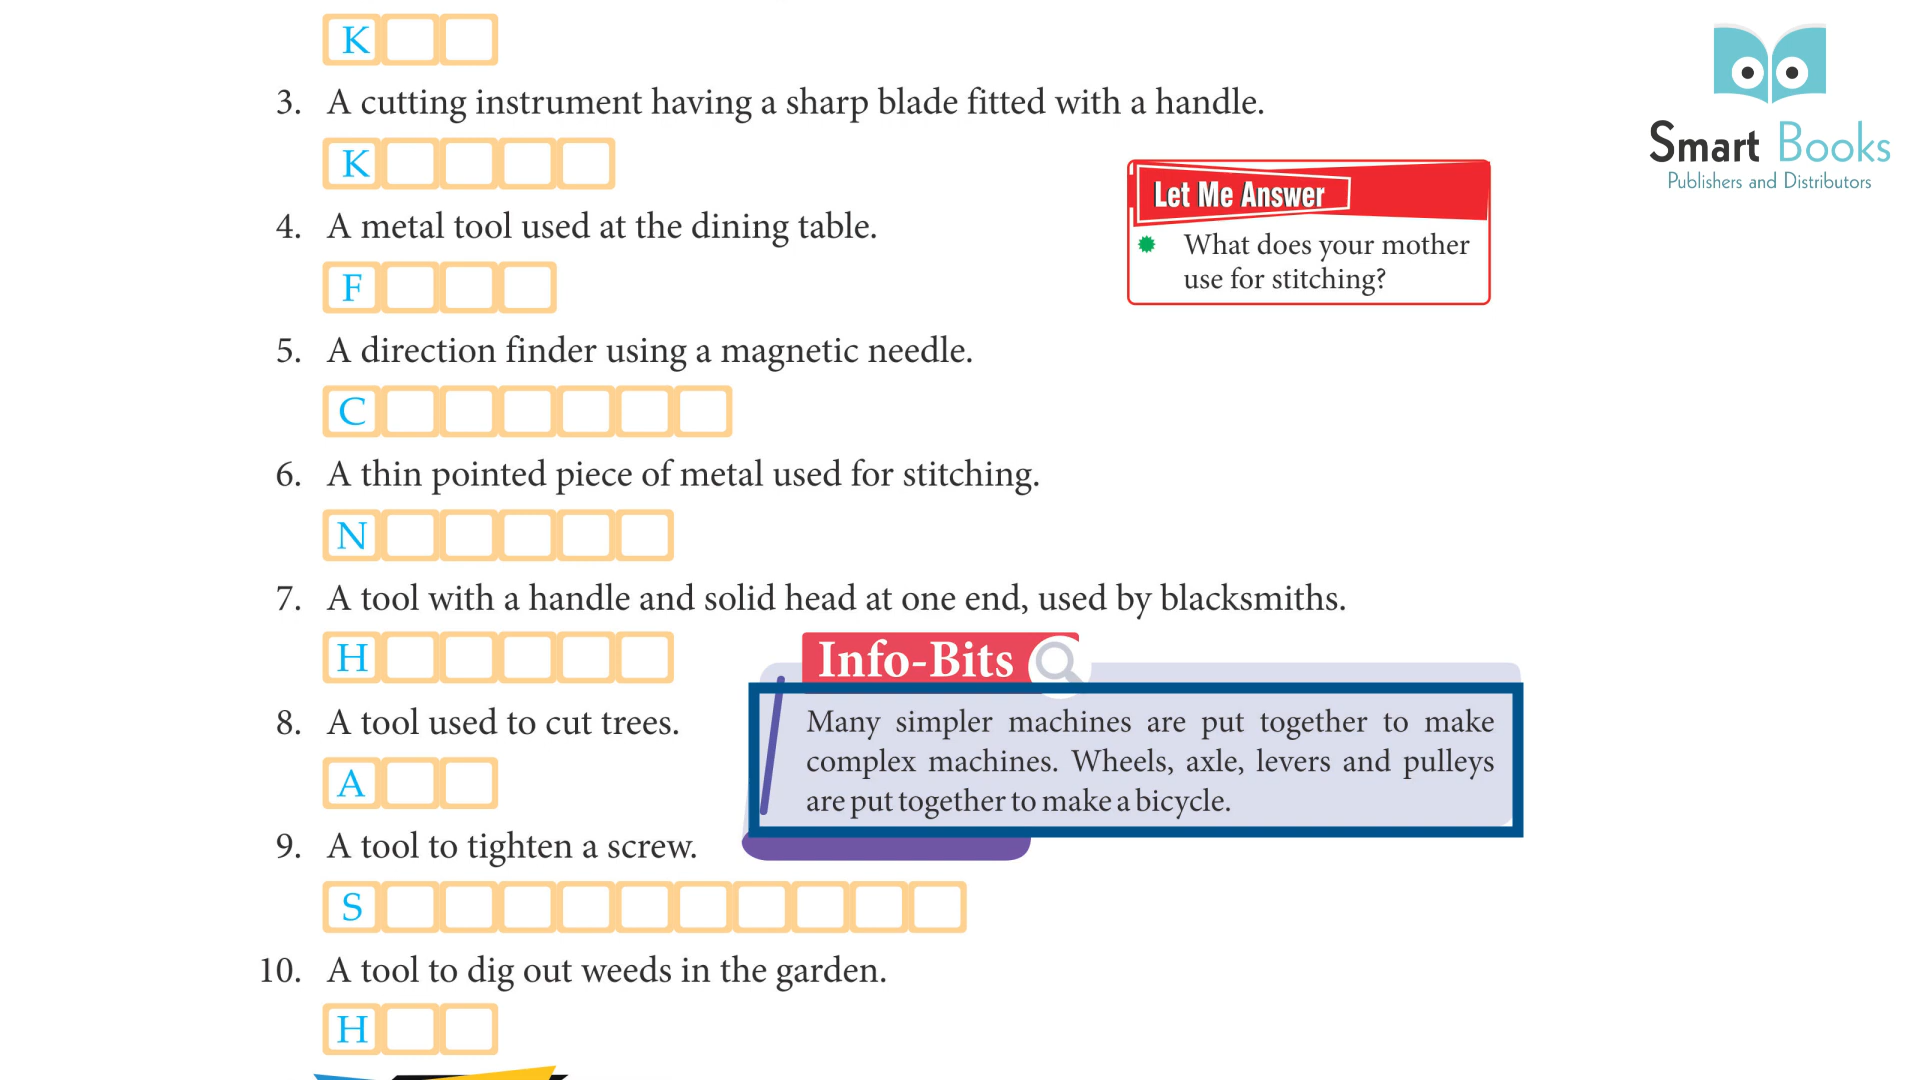 K
3. A cutting instrument having a sharp blade fitted with a handle.
K
4. A metal tool used at the dining table.
F
5. A direction finder using a magnetic needle.
C
6. A thin pointed piece of metal used for stitching.
N
7. A tool with a handle and solid head at one end, used by blacksmiths.
H
8. A tool used to cut trees.
A
9. A tool to tighten a screw.
S
10. A tool to dig out weeds in the garden.
H
Let Me Answer
What does your mother
use for stitching?
Info-Bits
Many simpler machines are put together to make
complex machines. Wheels, axle, levers and pulleys
are put together to make a bicycle.
Smart Books
Publishers and Distributors